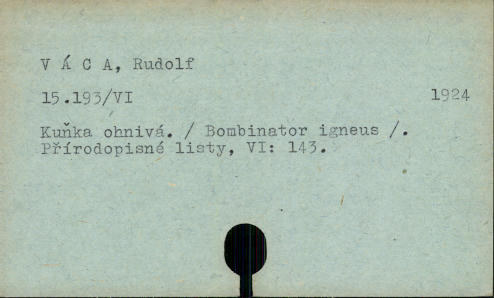 V Á C A, Rudolf
15.193/VI 1924
Kuňka ohnivá. / Bombinator igneus /.
Přírodopisné listy, VI: 143.